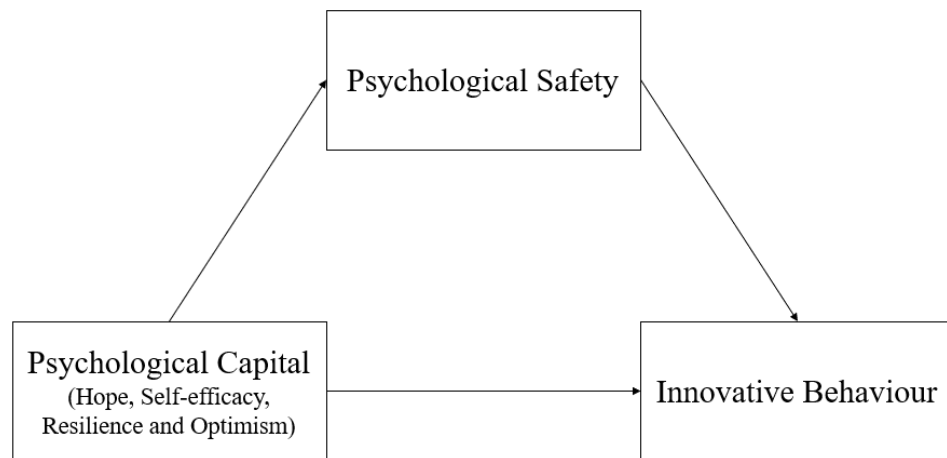 Psychological Safety
Psychological Capital
(Hope, Self-efficacy,
Resilience and Optimism)
Innovative Behaviour